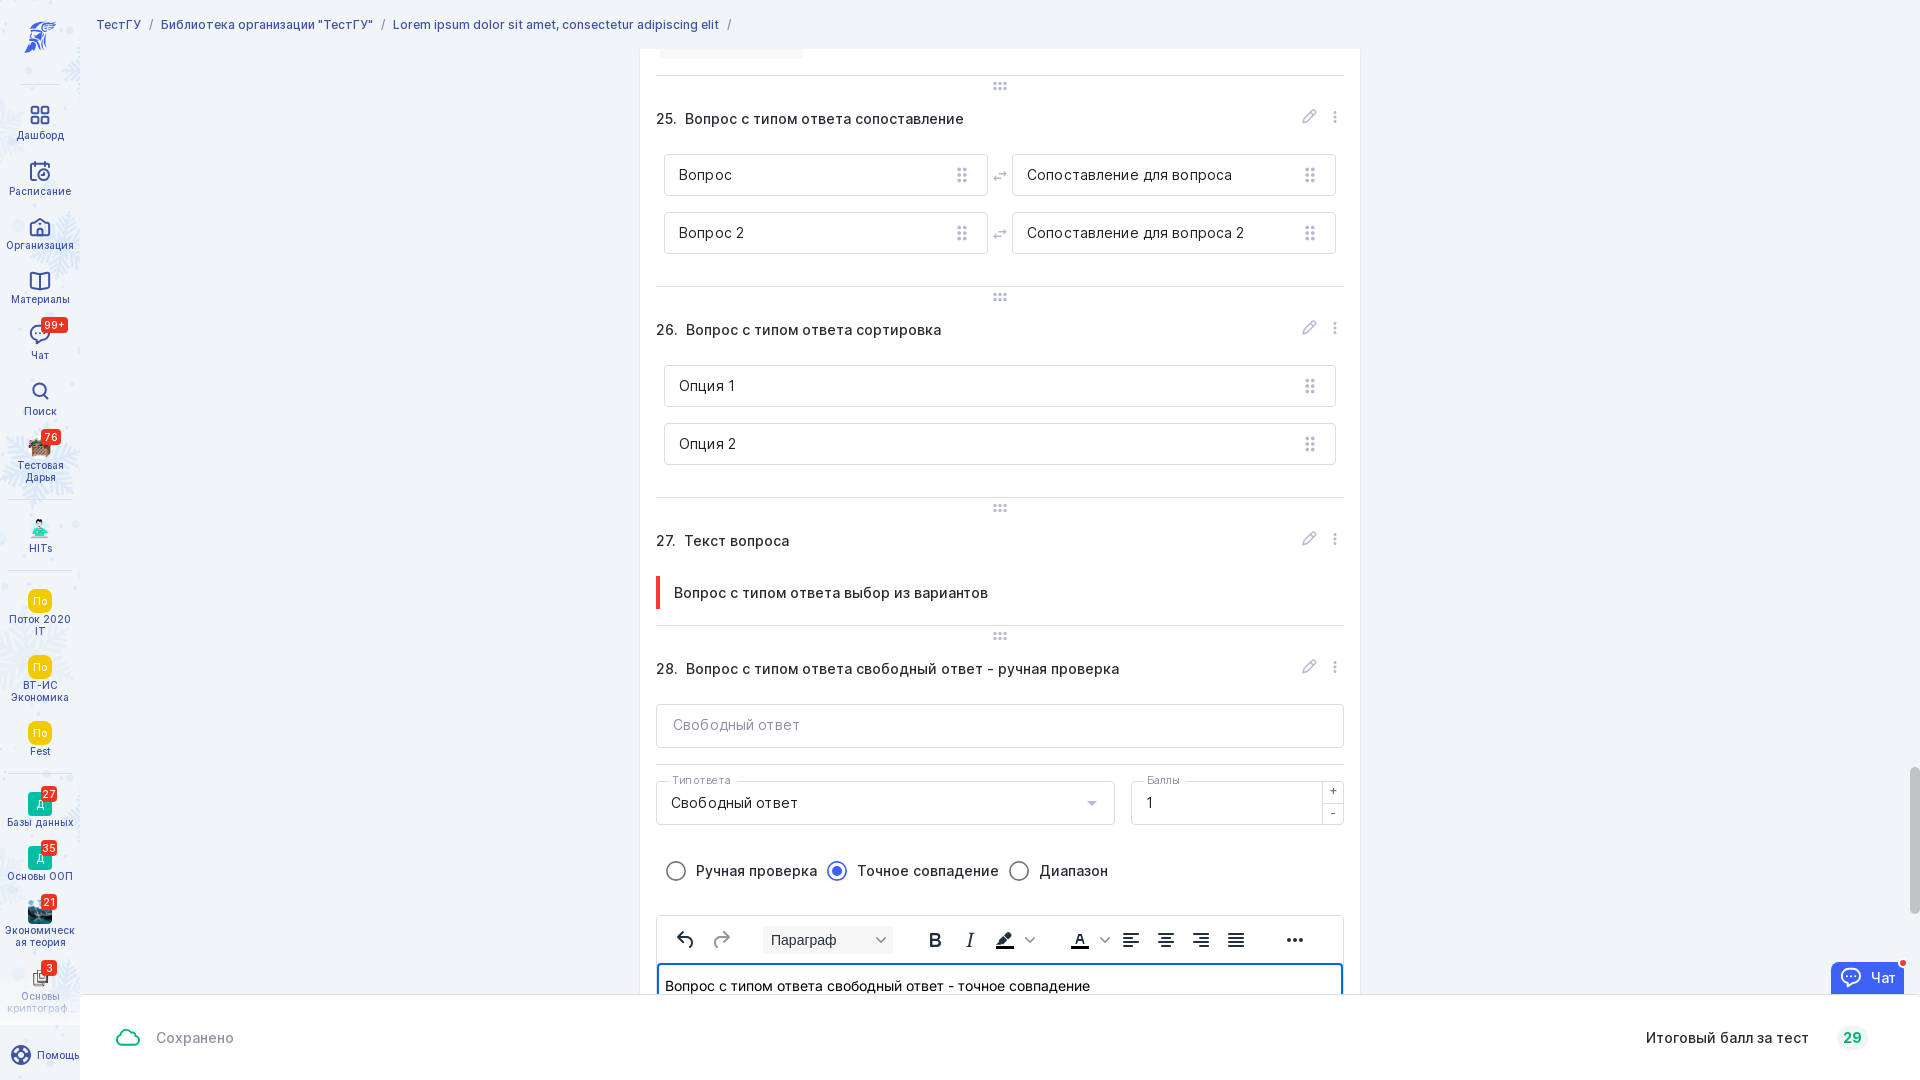 ТестГУ / Библиотека организации "ТестГУ" / Lorem ipsum dolor sit amet, consectetur adipiscing elit /
Дашборд
Расписание
Организация
Материалы
99+
Чат
Поиск
76
Тестовая
Дарья
HITs
По
Поток 2020
IT
По
ВТ-ИС
Экономика
По
Fest
27
Д
Базы данных
35
Д
Основы ООП
21
Экономическ
ая теория
3
Основы
криптограф...
Помощь
25. Вопрос с типом ответа сопоставление
Вопрос
Сопоставление для вопроса
Вопрос 2
Сопоставление для вопроса 2
26. Вопрос с типом ответа сортировка
Опция 1
Опция 2
27. Текст вопроса
Вопрос с типом ответа выбор из вариантов
28. Вопрос с типом ответа свободный ответ - ручная проверка
Свободный ответ
Тип ответа
Свободный ответ
Баллы
1
+
-
Ручная проверка
Точное совпадение
Диапазон
Параграф
B I A
Вопрос с типом ответа свободный ответ - точное совпадение
Чат
Сохранено
Итоговый балл за тест 29